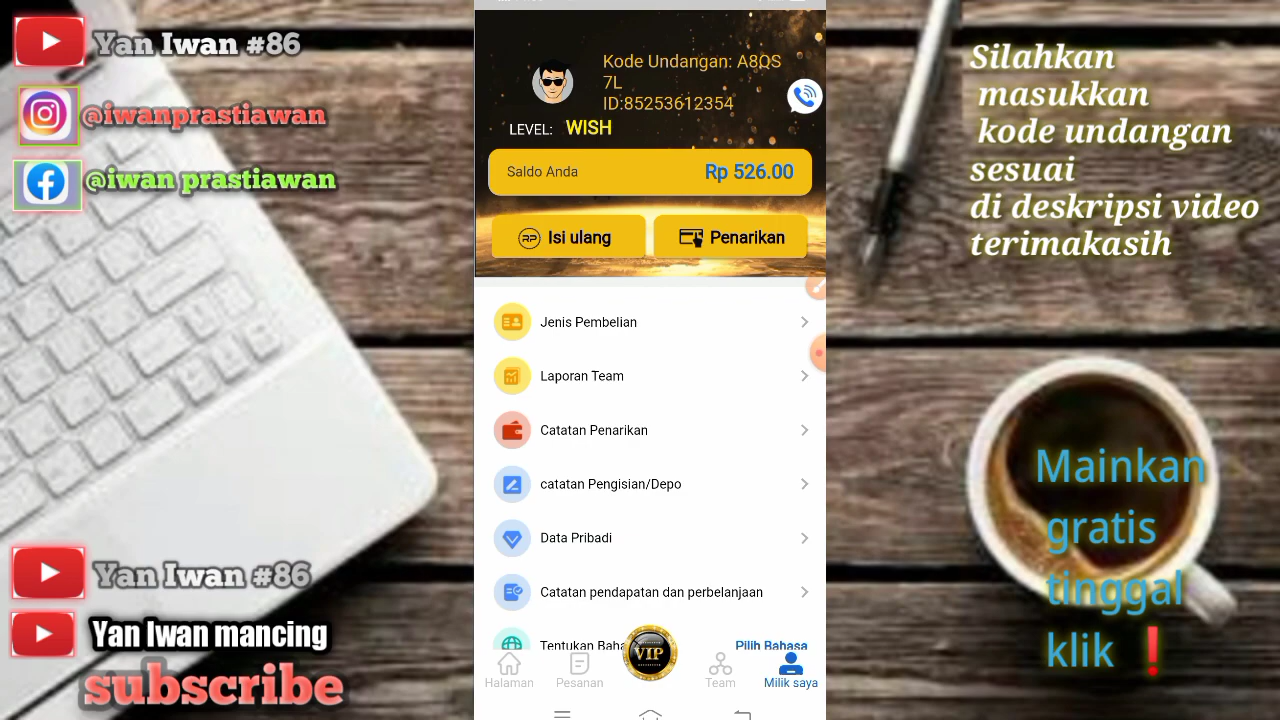 Yan Iwan #86
@iwanprastiawan
@iwan prastiawan
Kode Undangan: A8QS
7L
ID:85253612354
LEVEL: WISH
Saldo Anda Rp 526.00
RP Isi ulang Penarikan
Jenis Pembelian
Laporan Team
Catatan Penarikan
catatan Pengisian/Depo
Data Pribadi
Catatan pendapatan dan perbelanjaan
Tentukan Baha Pilih Bahasa
VIP
Halaman Pesanan Team Milik saya
Silahkan
masukkan
kode undangan
sesuai
di deskripsi video
terimakasih
Mainkan
gratis
tinggal
klik ❗
Yan Iwan #86
Yan Iwan mancing
subscribe